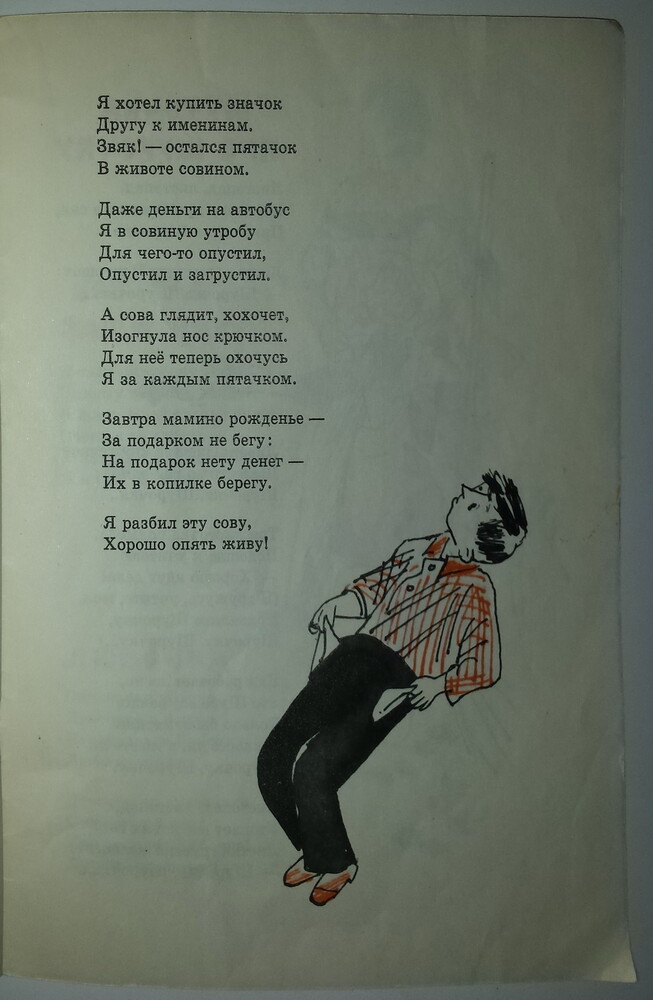 Я хотел купить значок
Другу к именинам.
Звяк! — остался пятачок
В животе совином.
Даже деньги на автобус
Я в совиную утробу
Для чего-то опустил,
Опустил и загрустил.
А сова глядит, хохочет,
Изогнула нос крючком.
Для неё теперь охочусь
Я за каждым пятачком.
Завтра мамино рожденье —
За подарком не бегу:
На подарок нету денег —
Их в копилке берегу.
Я разбил эту сову,
Хорошо опять живу!